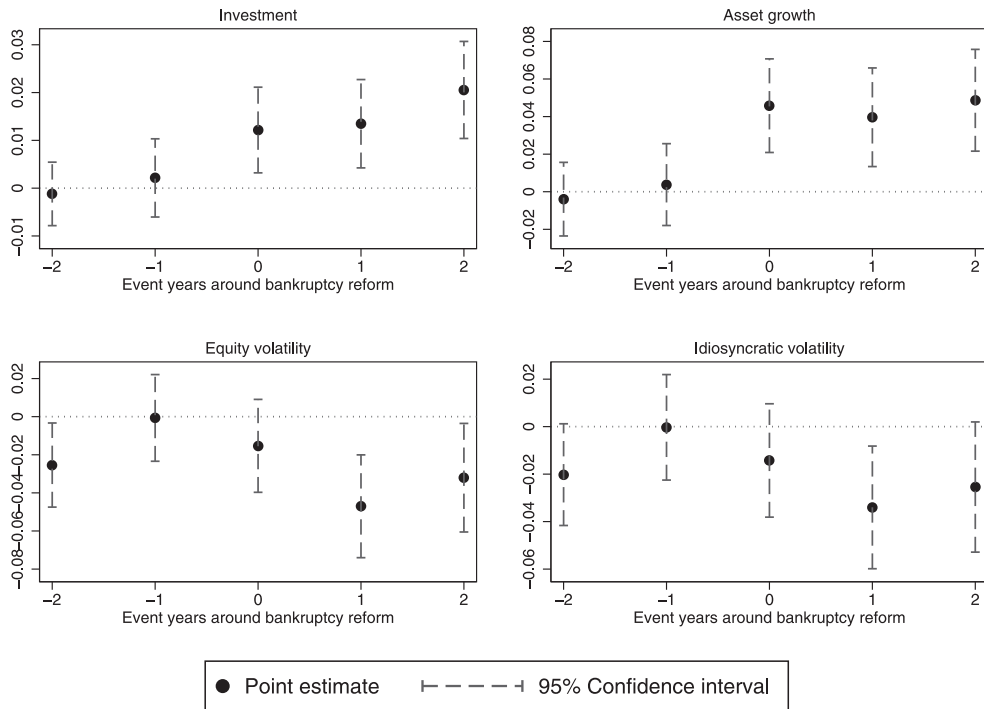 Investment
0.03
0.02
0.01
0
−0.01
−2 −1 0 1 2
Event years around bankruptcy reform
Asset growth
0.08
0.06
0.04
0.02
0
−0.02
−2 −1 0 1 2
Event years around bankruptcy reform
Equity volatility
0.02
0
−0.02
−0.04
−0.06
−0.08
−2 −1 0 1 2
Event years around bankruptcy reform
Idiosyncratic volatility
0.02
0
−0.02
−0.04
−0.06
−2 −1 0 1 2
Event years around bankruptcy reform
Point estimate 95% Confidence interval